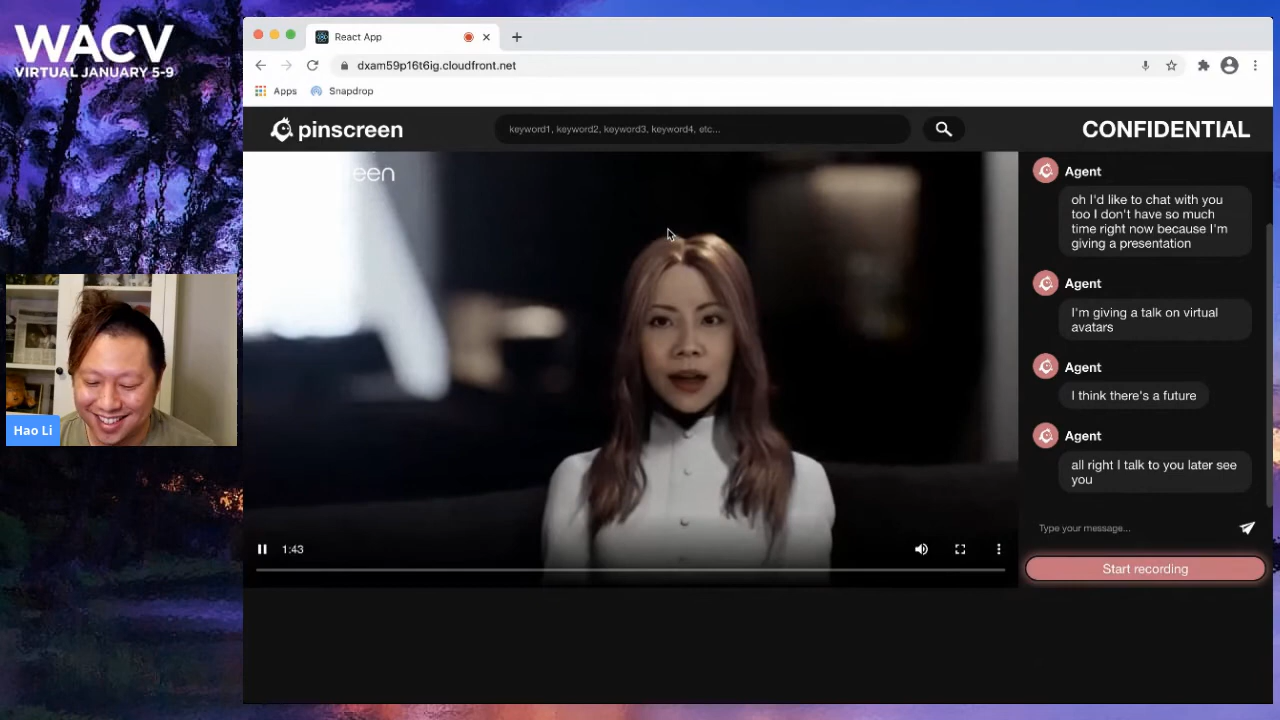 WACV
VIRTUAL JANUARY 5-9
React App
dxam59p16t6ig.cloudfront.net
Apps
Snapdrop
pinscreen
keyword1, keyword2, keyword3, keyword4, etc...
CONFIDENTIAL
een
Hao Li
1:43
Agent
oh I'd like to chat with you
too I don't have so much
time right now because I'm
giving a presentation
Agent
I'm giving a talk on virtual
avatars
Agent
I think there's a future
Agent
all right I talk to you later see
you
Type your message...
Start recording